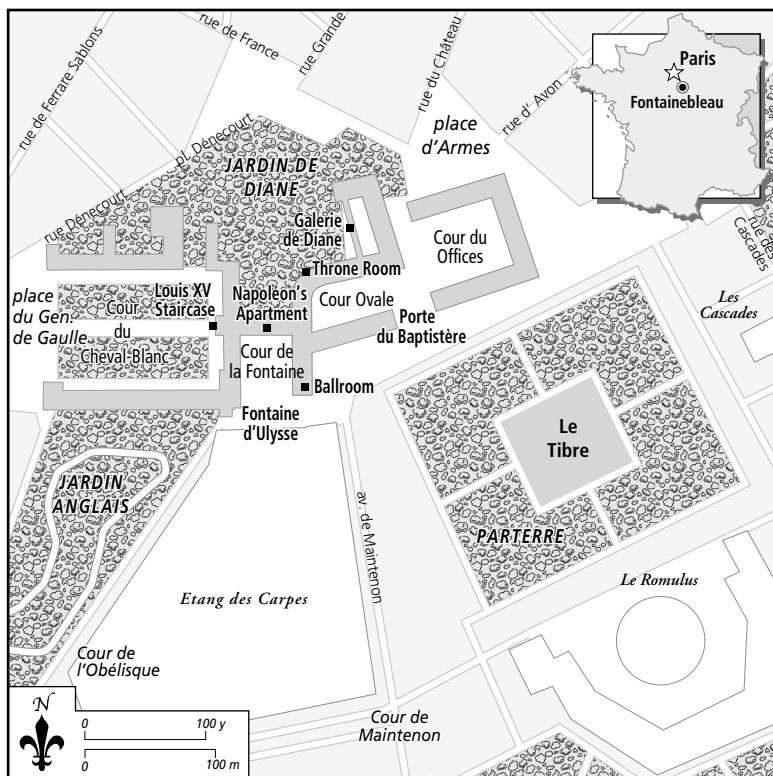 rue de Ferrare Sablons
rue de France
rue Grande
rue du Château
rue d' Avon
Paris
Fontainebleau
place
d'Armes
pl. Dénecourt
JARDIN DE
DIANE
rue Dénecourt
Galerie
de Diane
Cour du
Offices
rue des
Cascades
Throne Room
place
du Gen.
de Gaulle
Louis XV
Staircase
Napoléon's
Apartment
Cour Ovale
Les
Cascades
Cour
du
Cheval-Blanc
Porte
du Baptistère
Cour de
la Fontaine
Ballroom
Fontaine
d'Ulysse
Le
Tibre
JARDIN
ANGLAIS
av. de Maintenon
PARTERRE
Etang des Carpes
Le Romulus
Cour de
l'Obélisque
N
0 100 y
0 100 m
Cour de
Maintenon